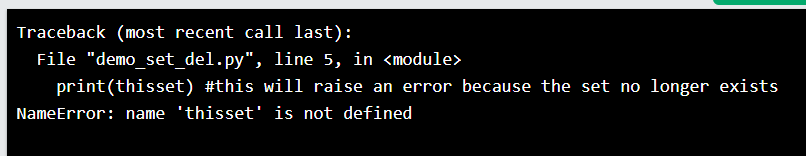 Traceback (most recent call last):
  File "demo_set_del.py", line 5, in <module>
    print(thisset) #this will raise an error because the set no longer exists
NameError: name 'thisset' is not defined